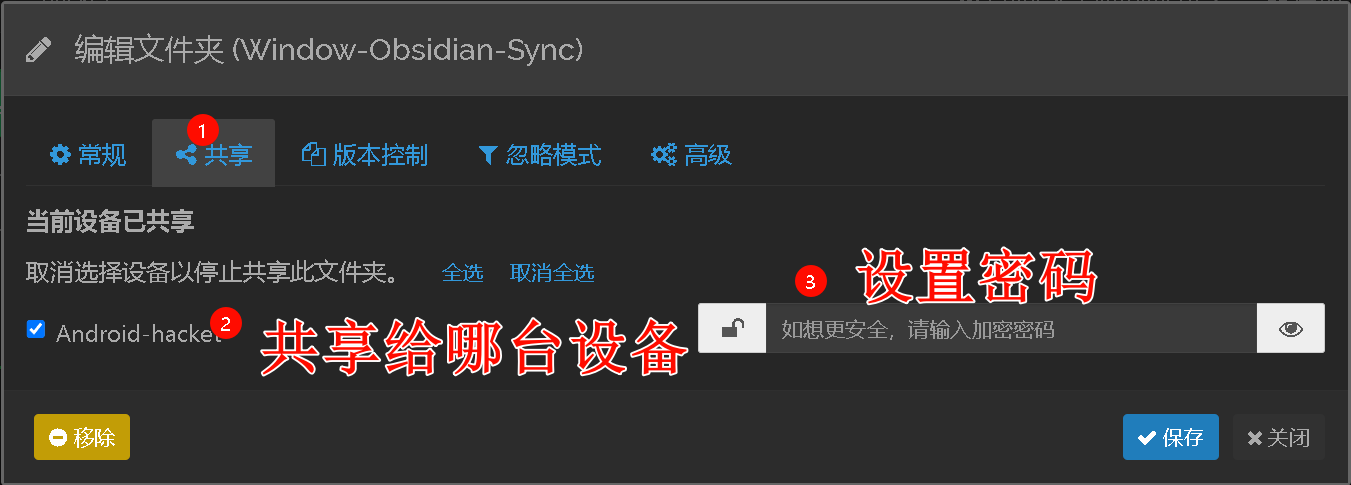 编辑文件夹 (Window-Obsidian-Sync)
1
常规 共享 版本控制 忽略模式 高级
当前设备已共享
取消选择设备以停止共享此文件夹。 全选 取消全选
3 设置密码
Android-hacket 2 共享给哪台设备 如想更安全，请输入加密密码
移除 保存 关闭